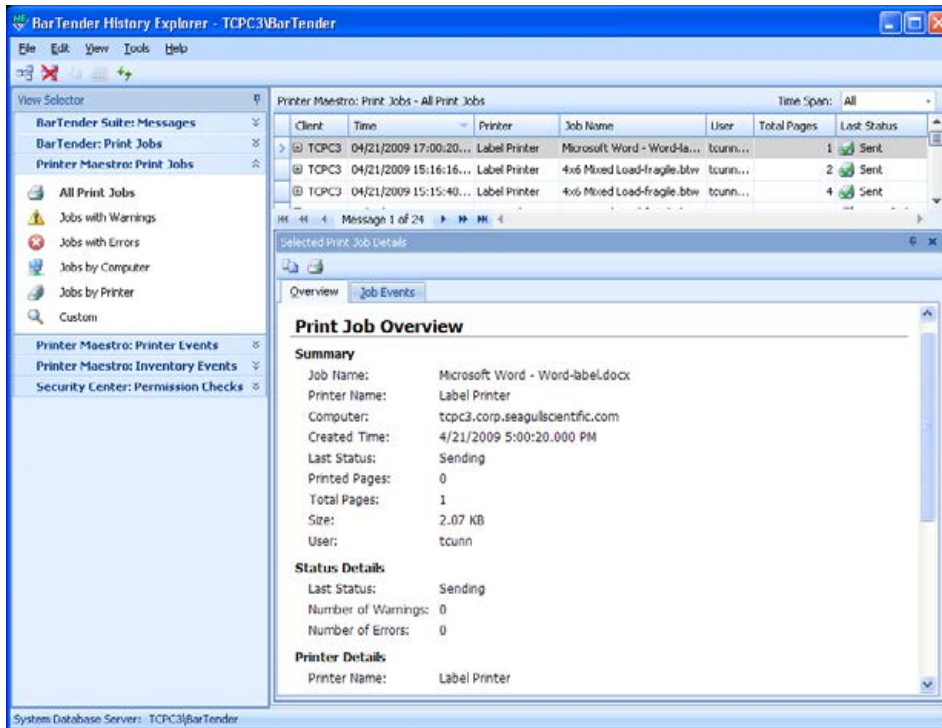 BarTender History Explorer - TCPC3\BarTender
File Edit View Tools Help
View Selector
BarTender Suite: Messages
BarTender: Print Jobs
Printer Maestro: Print Jobs
All Print Jobs
Jobs with Warnings
Jobs with Errors
Jobs by Computer
Jobs by Printer
Custom
Printer Maestro: Printer Events
Printer Maestro: Inventory Events
Security Center: Permission Checks
Printer Maestro: Print Jobs - All Print Jobs Time Span: All
Client Time Printer Job Name User Total Pages Last Status
TCPC3 04/21/2009 17:00:20... Label Printer Microsoft Word - Word-la... tcunn... 1 Sent
TCPC3 04/21/2009 15:16:16... Label Printer 4x6 Mixed Load-fragile.btw tcunn... 2 Sent
TCPC3 04/21/2009 15:15:40... Label Printer 4x6 Mixed Load-fragile.btw tcunn... 4 Sent
Message 1 of 24
Selected Print Job Details
Overview Job Events
Print Job Overview
Summary
Job Name: Microsoft Word - Word-label.docx
Printer Name: Label Printer
Computer: tcpc3.corp.seagullscientific.com
Created Time: 4/21/2009 5:00:20.000 PM
Last Status: Sending
Printed Pages: 0
Total Pages: 1
Size: 2.07 KB
User: tcunn
Status Details
Last Status: Sending
Number of Warnings: 0
Number of Errors: 0
Printer Details
Printer Name: Label Printer
System Database Server: TCPC3\BarTender